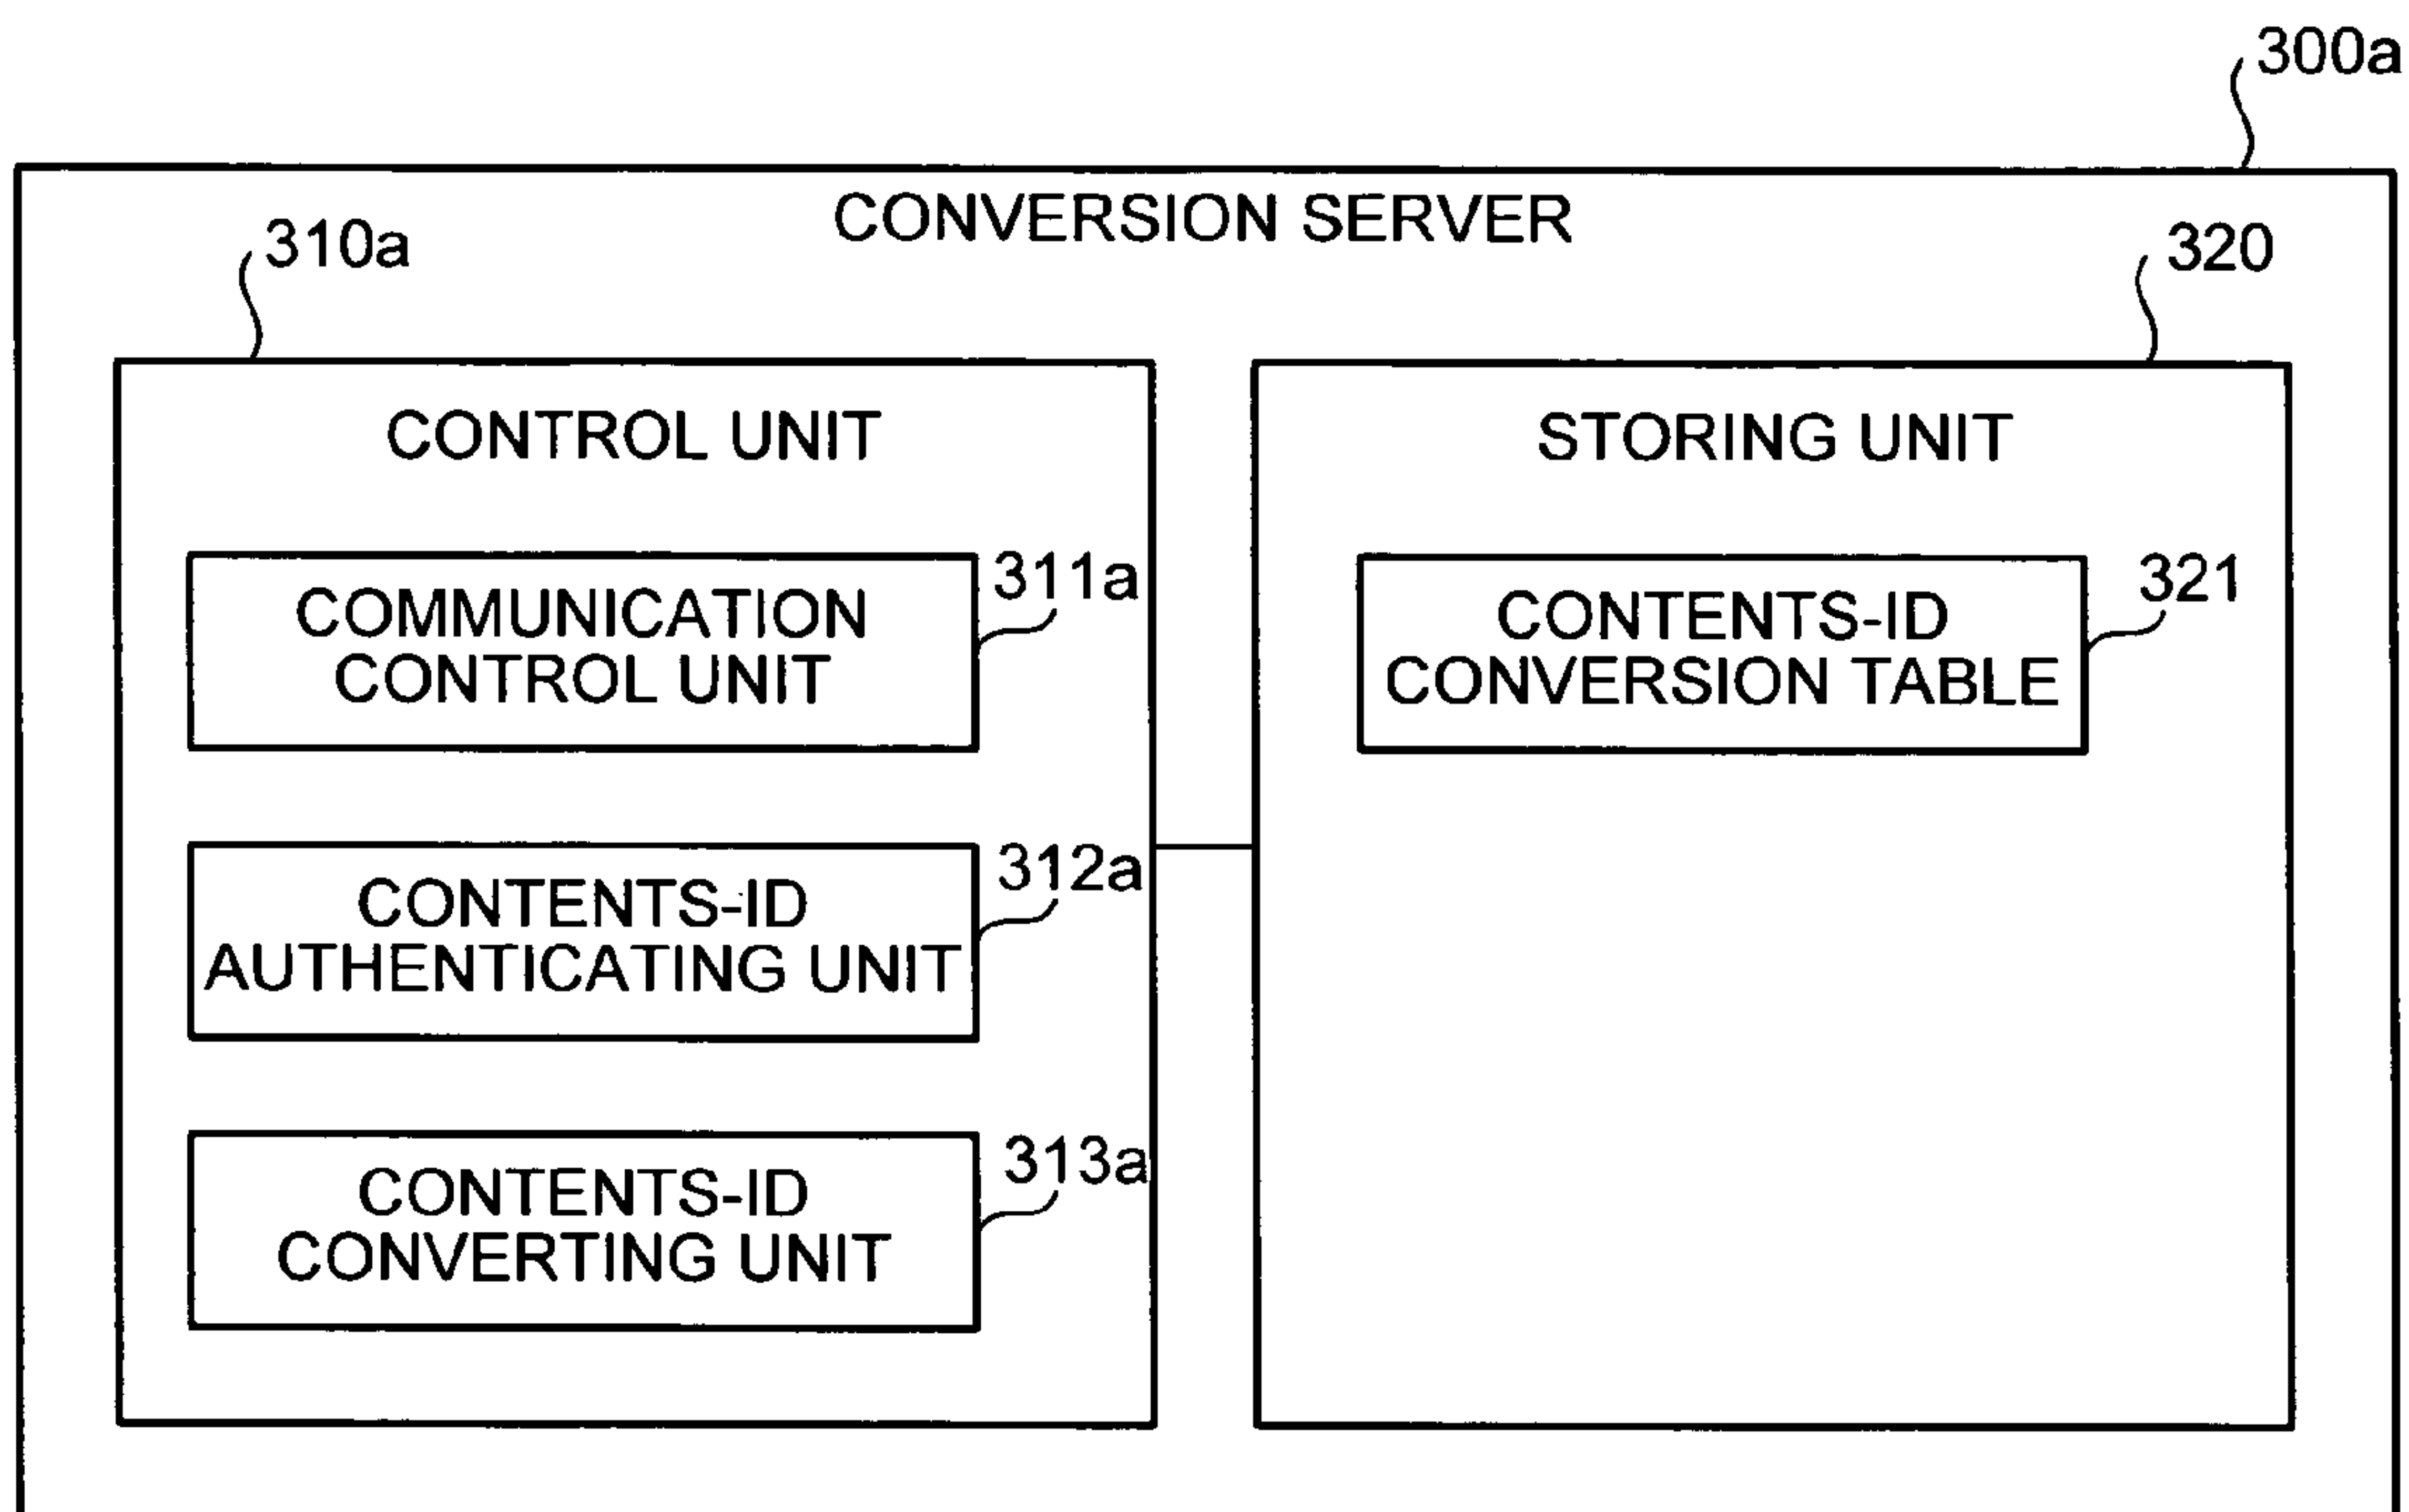 300a
CONVERSION SERVER
310a
320
CONTROL UNIT
STORING UNIT
COMMUNICATION
CONTROL UNIT
311a
CONTENTS-ID
CONVERSION TABLE
321
CONTENTS-ID
AUTHENTICATING UNIT
312a
CONTENTS-ID
CONVERTING UNIT
313a